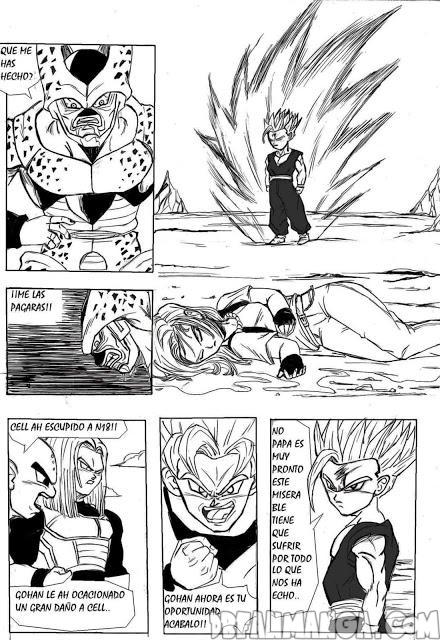 QUE ME
HAS
HECHO?
¡¡ME LAS
PAGARAS!!
CELL AH ESCUPIDO A N18!!
GOHAN LE AH OCACIONADO
UN GRAN DAÑO A CELL..
GOHAN AHORA ES TU
OPORTUNIDAD
ACABALO!!
NO
PAPA ES
MUY
PRONTO
ESTE
MISERA
BLE
TIENE
QUE
SUFRIR
POR TODO
LO QUE
NOS HA
ECHO..